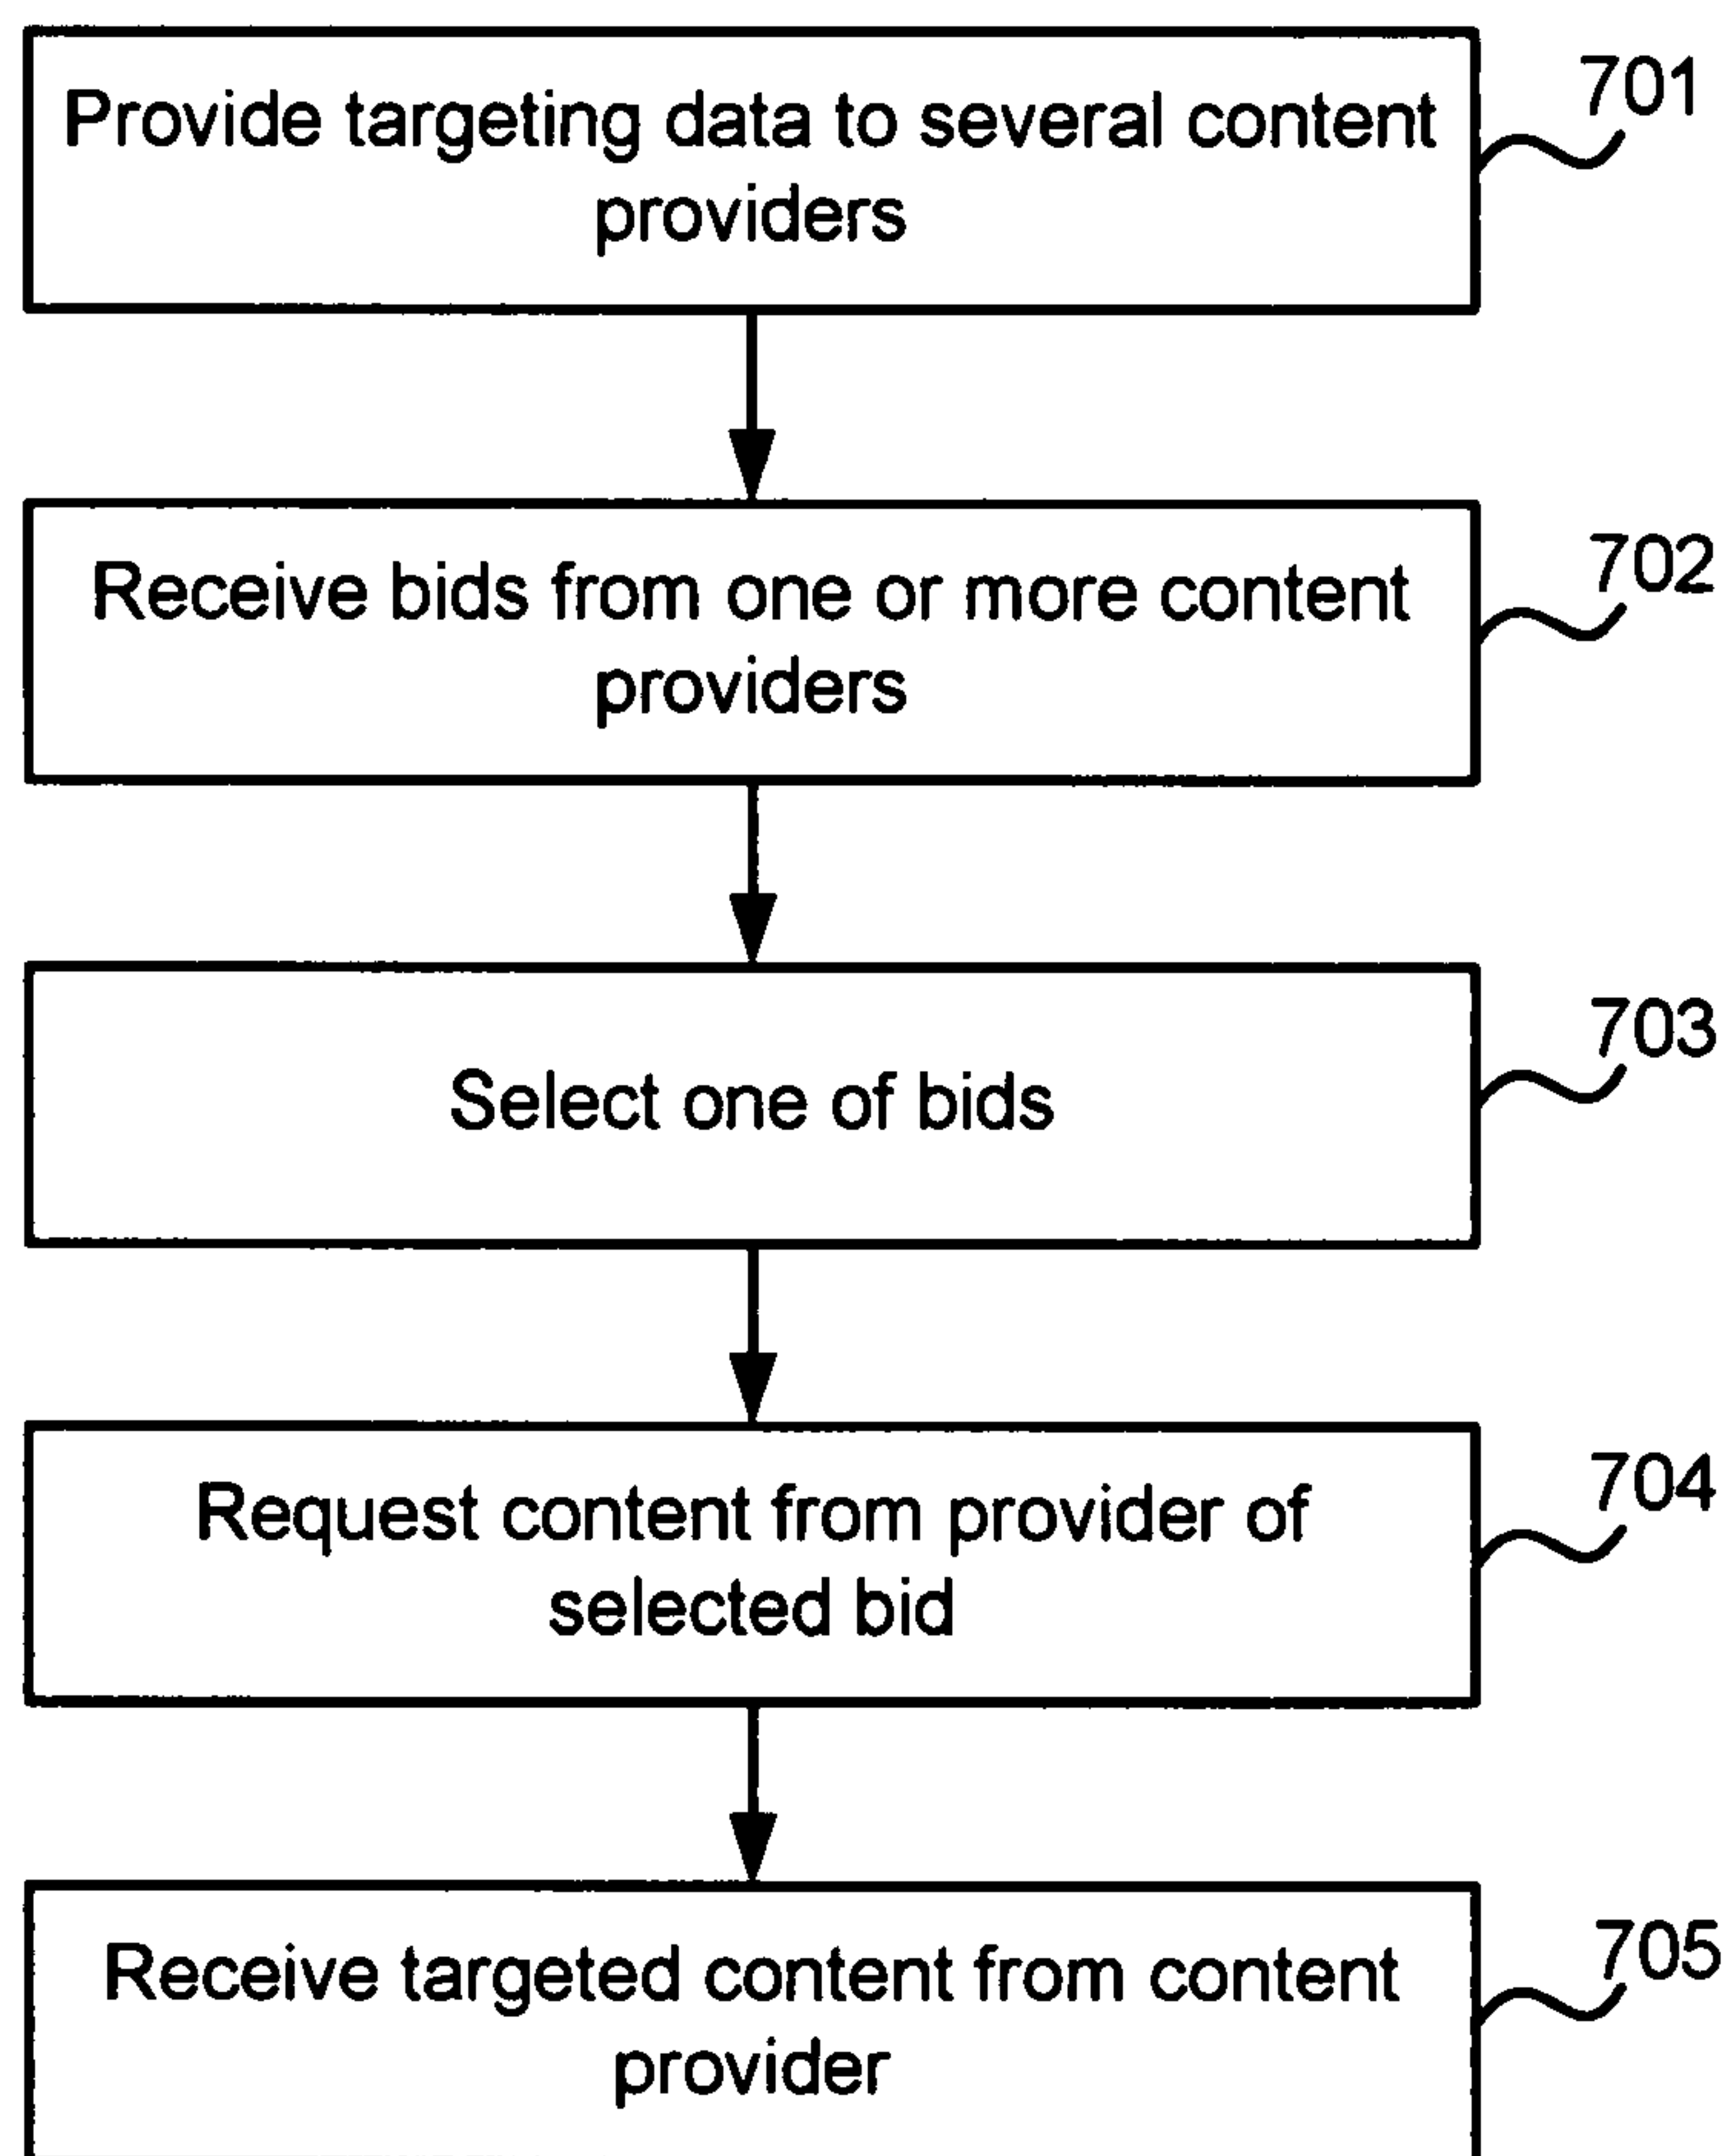 Provide targeting data to several content
providers
701
Receive bids from one or more content
providers
702
Select one of bids
703
Request content from provider of
selected bid
704
Receive targeted content from content
provider
705